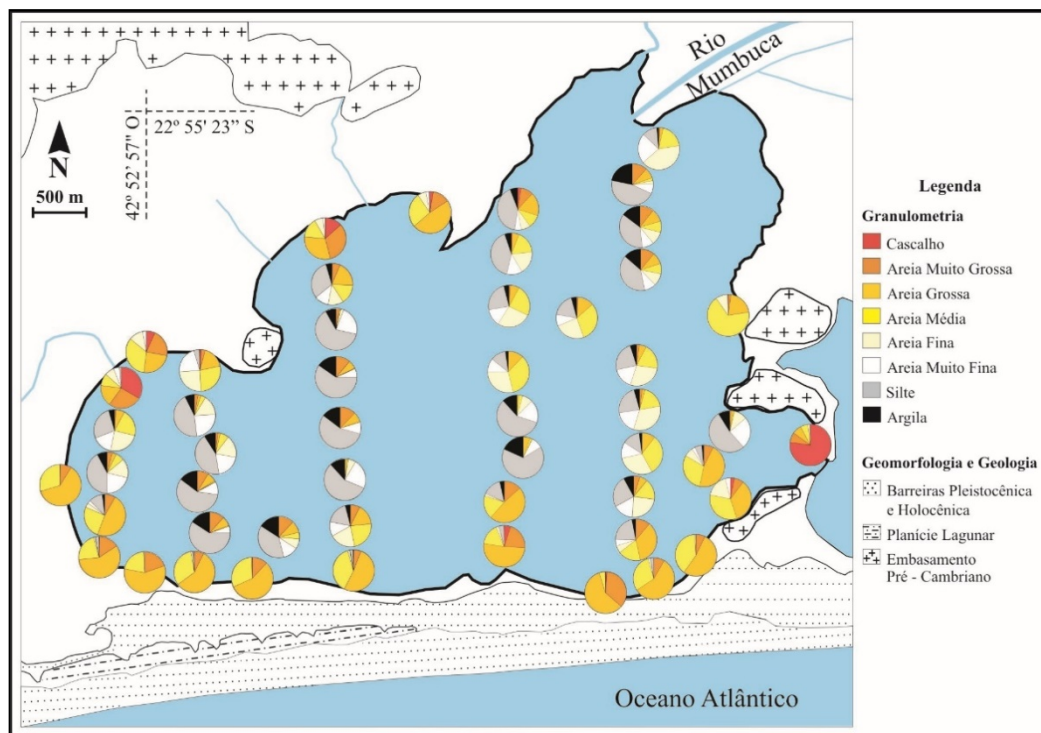 Rio
Mumbuca
22º 55' 23” S
42º 52' 57" O
N
500 m
Oceano Atlântico
Legenda
Granulometria
Cascalho
Areia Muito Grossa
Areia Grossa
Areia Média
Areia Fina
Areia Muito Fina
Silte
Argila
Geomorfologia e Geologia
Barreiras Pleistocênica
e Holocênica
Planície Lagunar
Embasamento
Pré - Cambriano